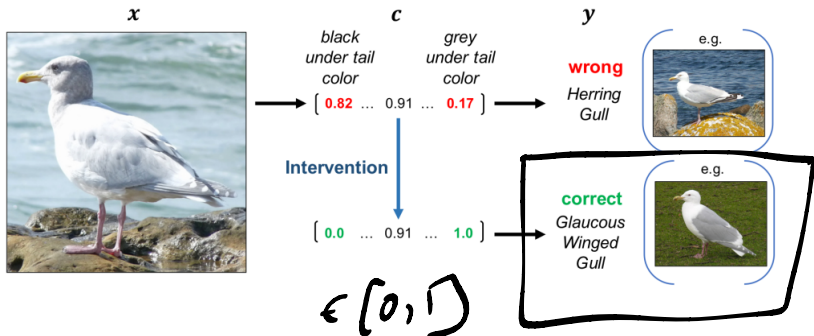 x
c
y
black
under tail
color
grey
under tail
color
[ 0.82 … 0.91 … 0.17 ]
wrong
Herring
Gull
e.g.
Intervention
[ 0.0 … 0.91 … 1.0 ]
correct
Glaucous
Winged
Gull
e.g.
∈ [0,1]